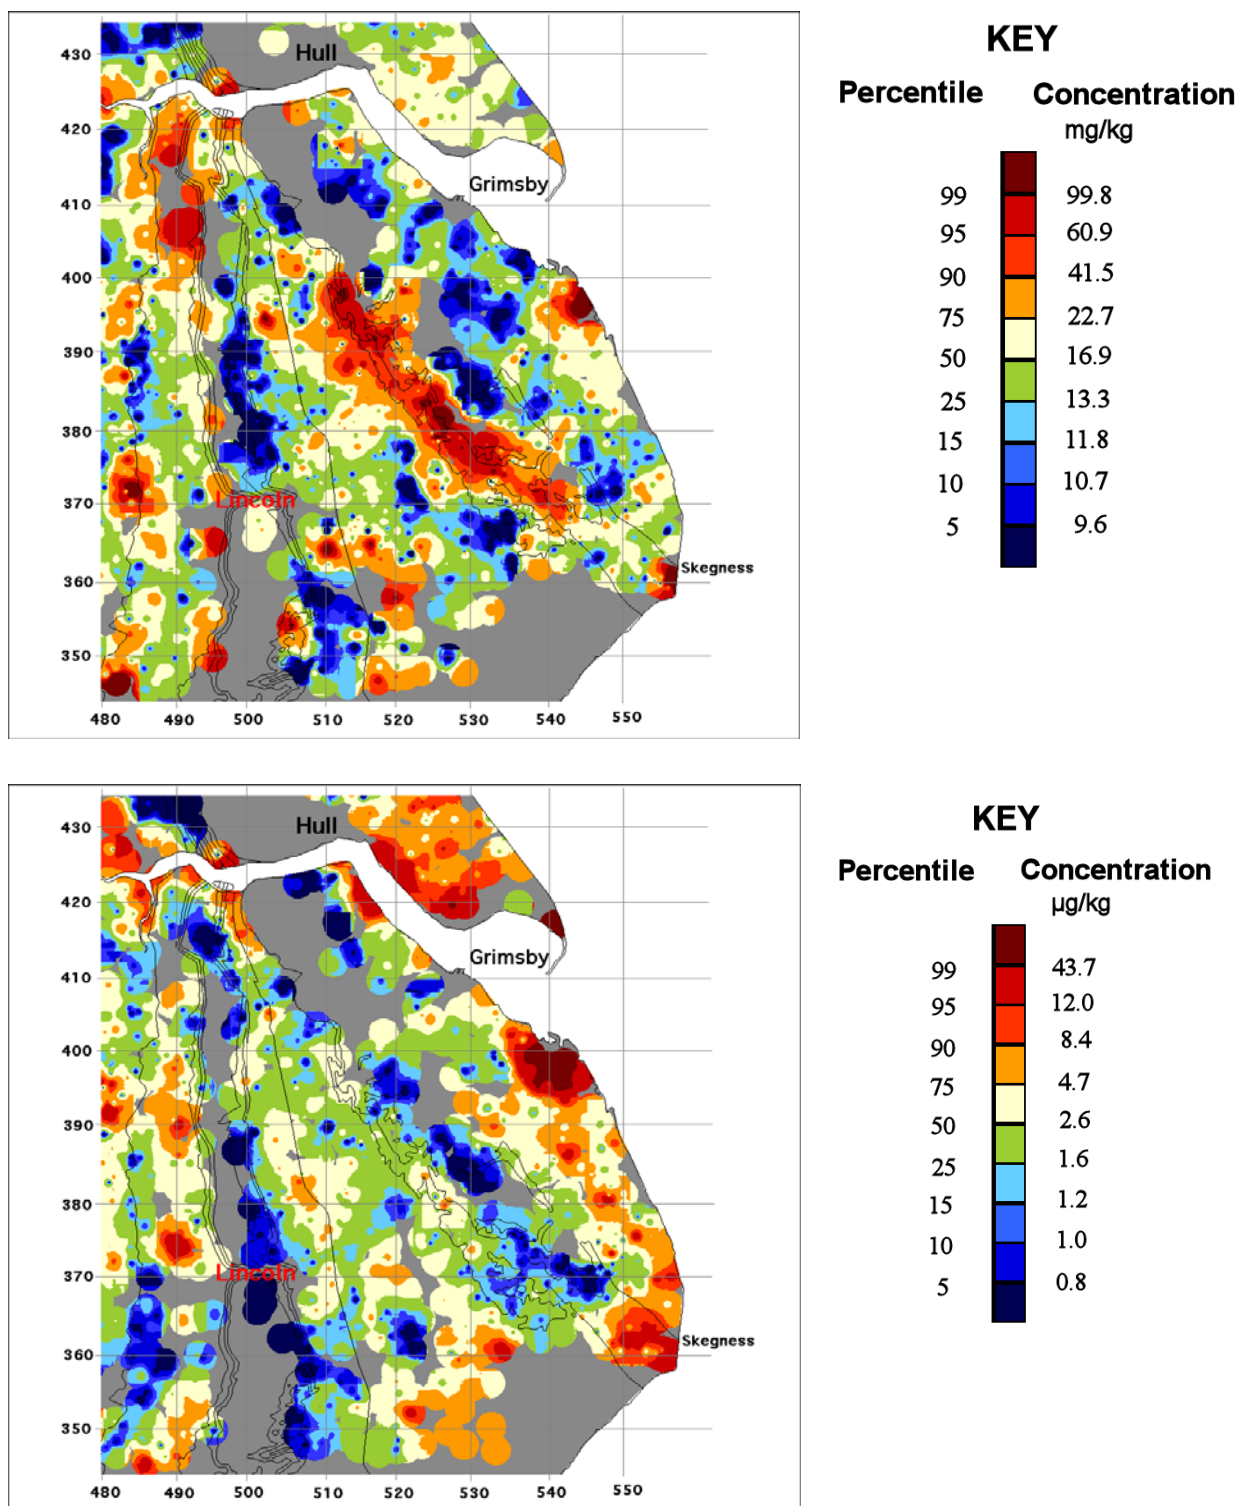 KEY
Percentile Concentration
mg/kg
99 99.8
95 60.9
90 41.5
75 22.7
50 16.9
25 13.3
15 11.8
10 10.7
5 9.6
430
420
410
400
390
380
370
360
350
Hull
Grimsby
Lincoln
Skegness
480 490 500 510 520 530 540 550
KEY
Percentile Concentration
µg/kg
99 43.7
95 12.0
90 8.4
75 4.7
50 2.6
25 1.6
15 1.2
10 1.0
5 0.8
430
420
410
400
390
380
370
360
350
Hull
Grimsby
Lincoln
Skegness
480 490 500 510 520 530 540 550